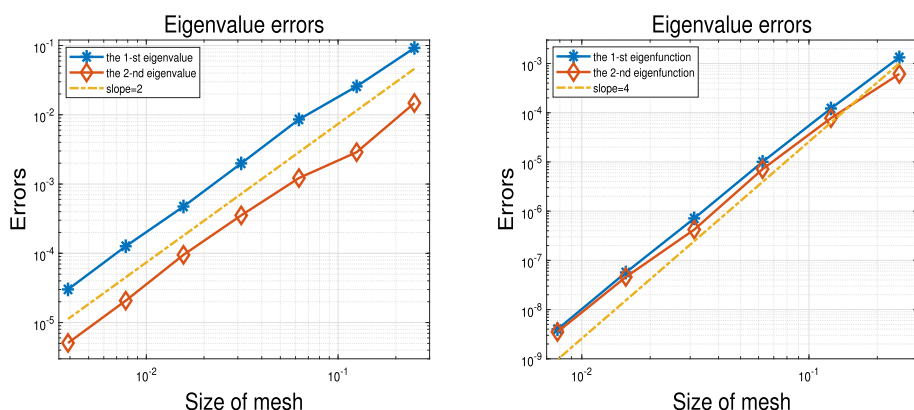 Eigenvalue errors
the 1-st eigenvalue
the 2-nd eigenvalue
slope=2
10^-1
10^-2
10^-3
10^-4
10^-5
Errors
10^-2
10^-1
Size of mesh
Eigenvalue errors
the 1-st eigenfunction
the 2-nd eigenfunction
slope=4
10^-3
10^-4
10^-5
10^-6
10^-7
10^-8
10^-9
Errors
10^-2
10^-1
Size of mesh